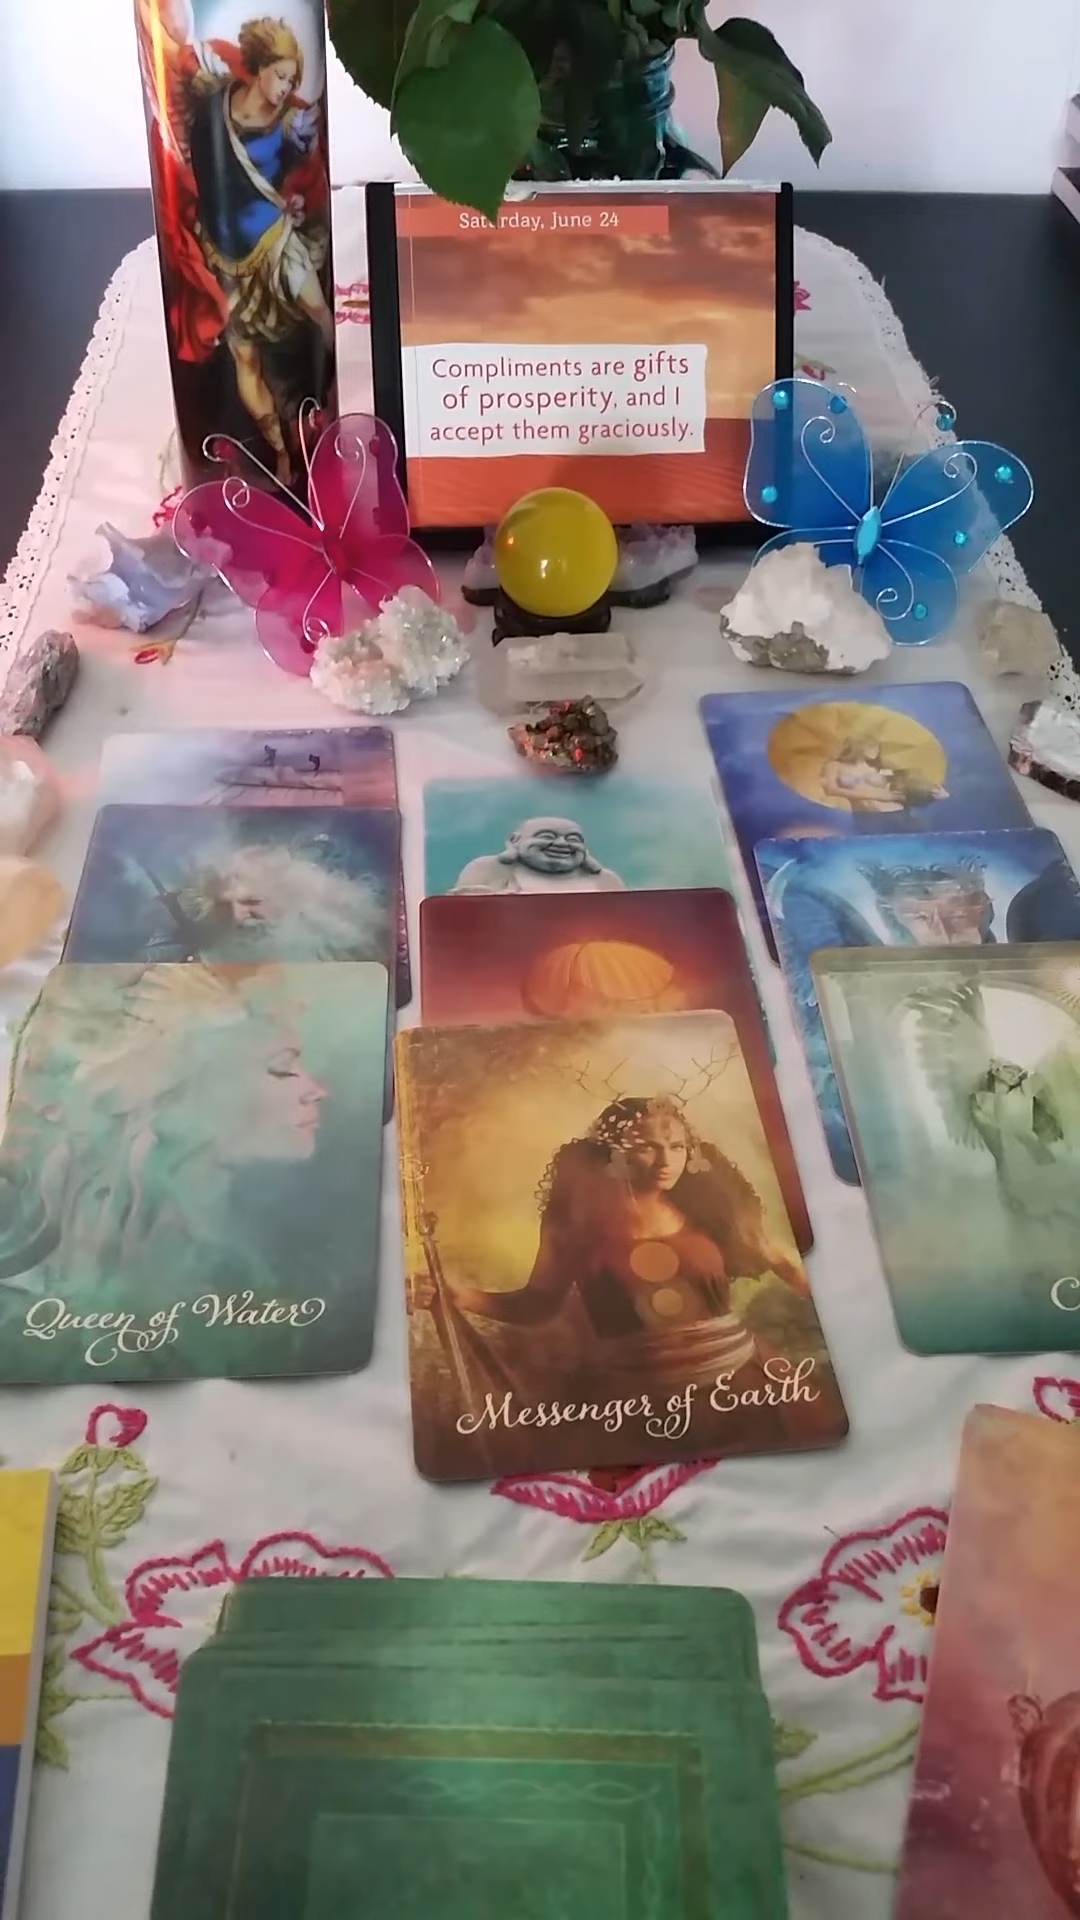 Saturday, June 24
Compliments are gifts
of prosperity, and I
accept them graciously.
Queen of Water
Messenger of Earth